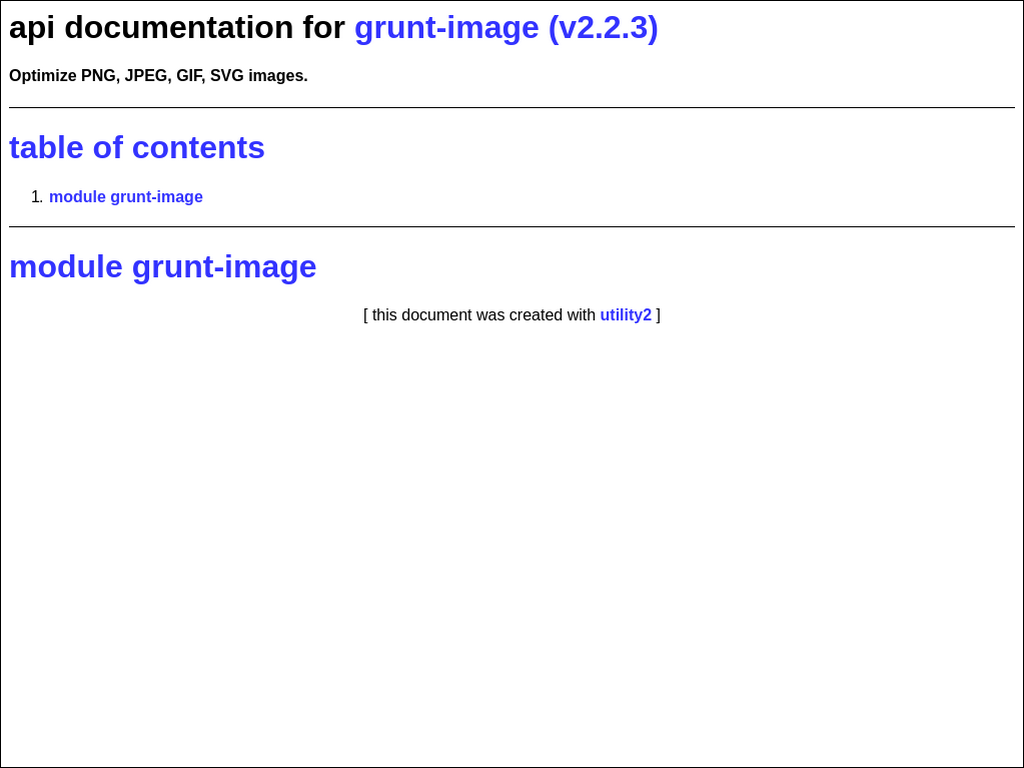 api documentation for grunt-image (v2.2.3)
Optimize PNG, JPEG, GIF, SVG images.
table of contents
1. module grunt-image
module grunt-image
[ this document was created with utility2 ]